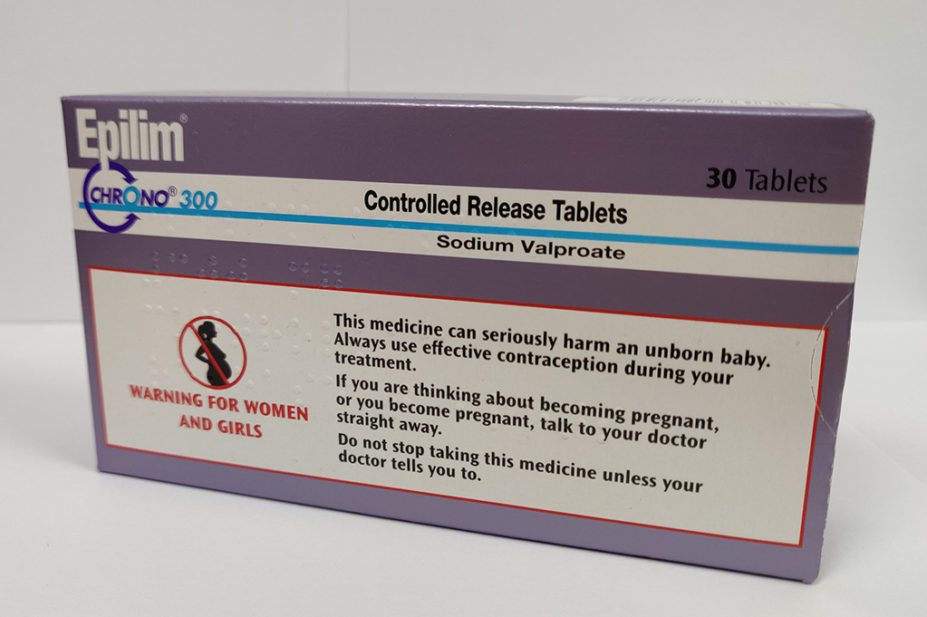 Epilim®
CHRONO® 300
30 Tablets
Controlled Release Tablets
Sodium Valproate
WARNING FOR WOMEN
AND GIRLS
This medicine can seriously harm an unborn baby.
Always use effective contraception during your
treatment.
If you are thinking about becoming pregnant,
or you become pregnant, talk to your doctor
straight away.
Do not stop taking this medicine unless your
doctor tells you to.